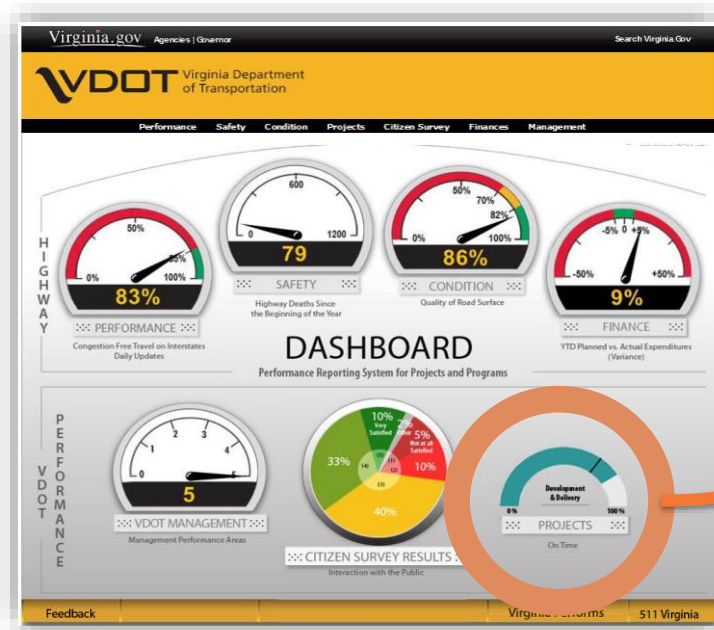 Virginia.gov Agencies | Governor Search Virginia.Gov
VDOT Virginia Department
of Transportation
Performance Safety Condition Projects Citizen Survey Finances Management
HIGHWAY
50%
0%
100%
83%
PERFORMANCE
Congestion Free Travel on Interstates
Daily Updates
600
0
1200
79
SAFETY
Highway Deaths Since
the Beginning of the Year
50%
70%
82%
0%
100%
86%
CONDITION
Quality of Road Surface
-5% 0 +5%
-50%
+50%
9%
FINANCE
YTD Planned vs. Actual Expenditures
(Variance)
DASHBOARD
Performance Reporting System for Projects and Programs
VDOT
PERFORMANCE
0
1
2
3
4
5
5
VDOT MANAGEMENT
Management Performance Areas
10%
Very
Satisfied
2%
5%
Not at all
Satisfied
33%
10%
40%
(5)
(4)
(3)
(2)
(1)
CITIZEN SURVEY RESULTS
Interaction with the Public
Development
& Delivery
0%
100%
PROJECTS
On Time
Feedback Virginia Performs 511 Virginia